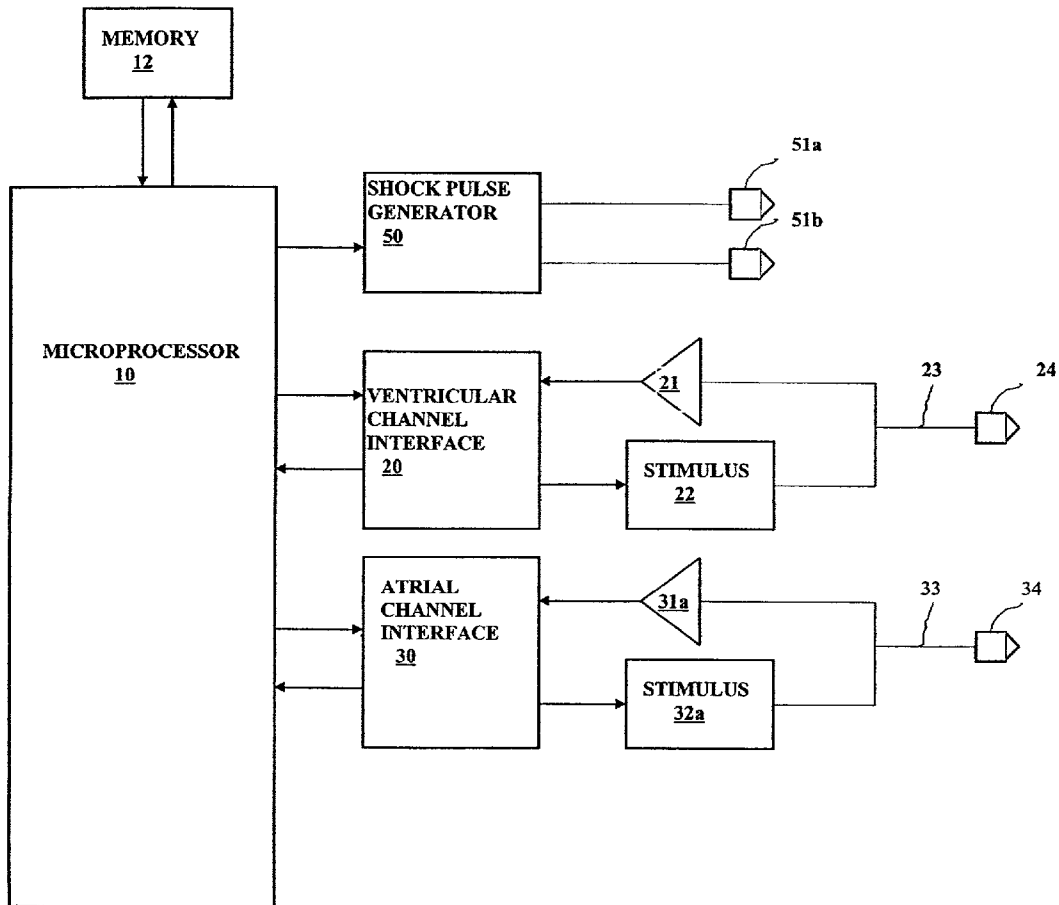 MEMORY
12
51a
SHOCK PULSE
GENERATOR
50
51b
MICROPROCESSOR
10
VENTRICULAR
CHANNEL
INTERFACE
20
21
23
24
STIMULUS
22
ATRIAL
CHANNEL
INTERFACE
30
31a
33
34
STIMULUS
32a